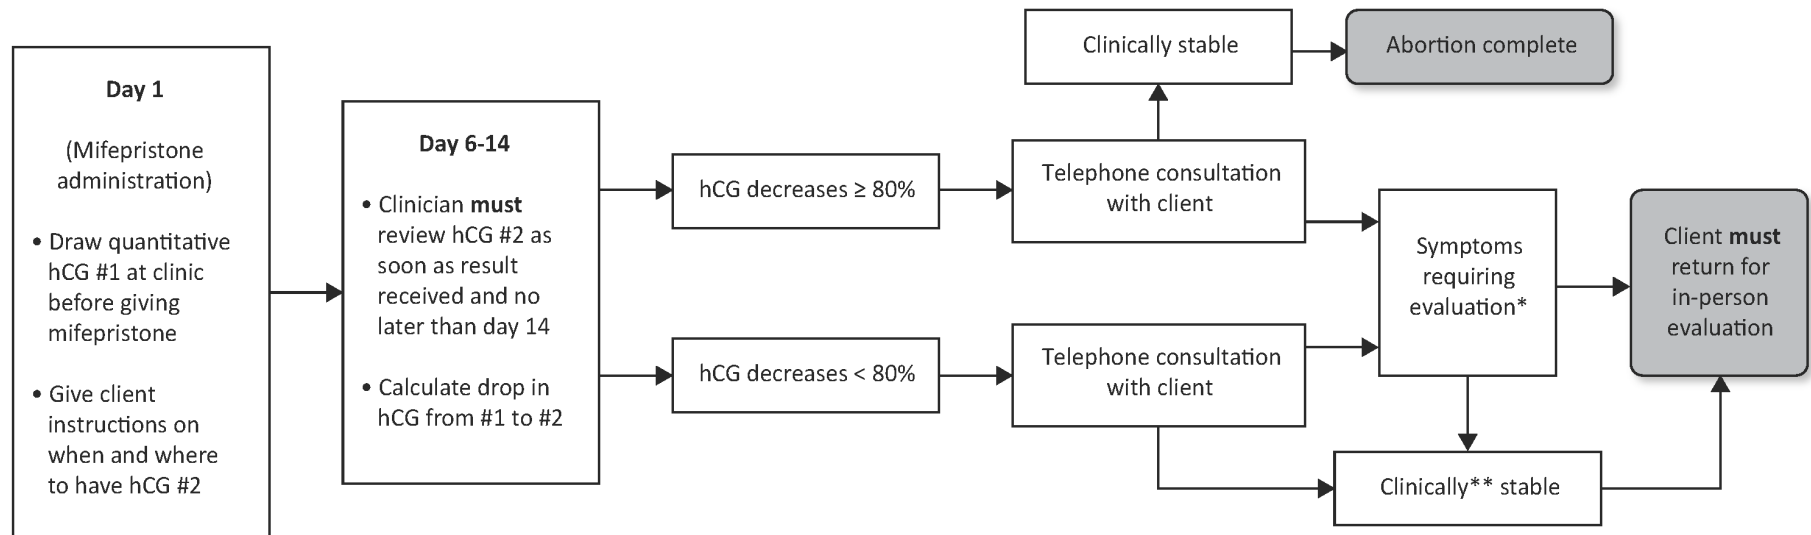 Day 1
(Mifepristone
administration)
• Draw quantitative
hCG #1 at clinic
before giving
mifepristone
• Give client
instructions on
when and where
to have hCG #2
Day 6-14
• Clinician must
review hCG #2 as
soon as result
received and no
later than day 14
• Calculate drop in
hCG from #1 to #2
hCG decreases ≥ 80%
hCG decreases < 80%
Clinically stable
Abortion complete
Telephone consultation
with client
Telephone consultation
with client
Symptoms
requiring
evaluation*
Clinically** stable
Client must
return for
in-person
evaluation